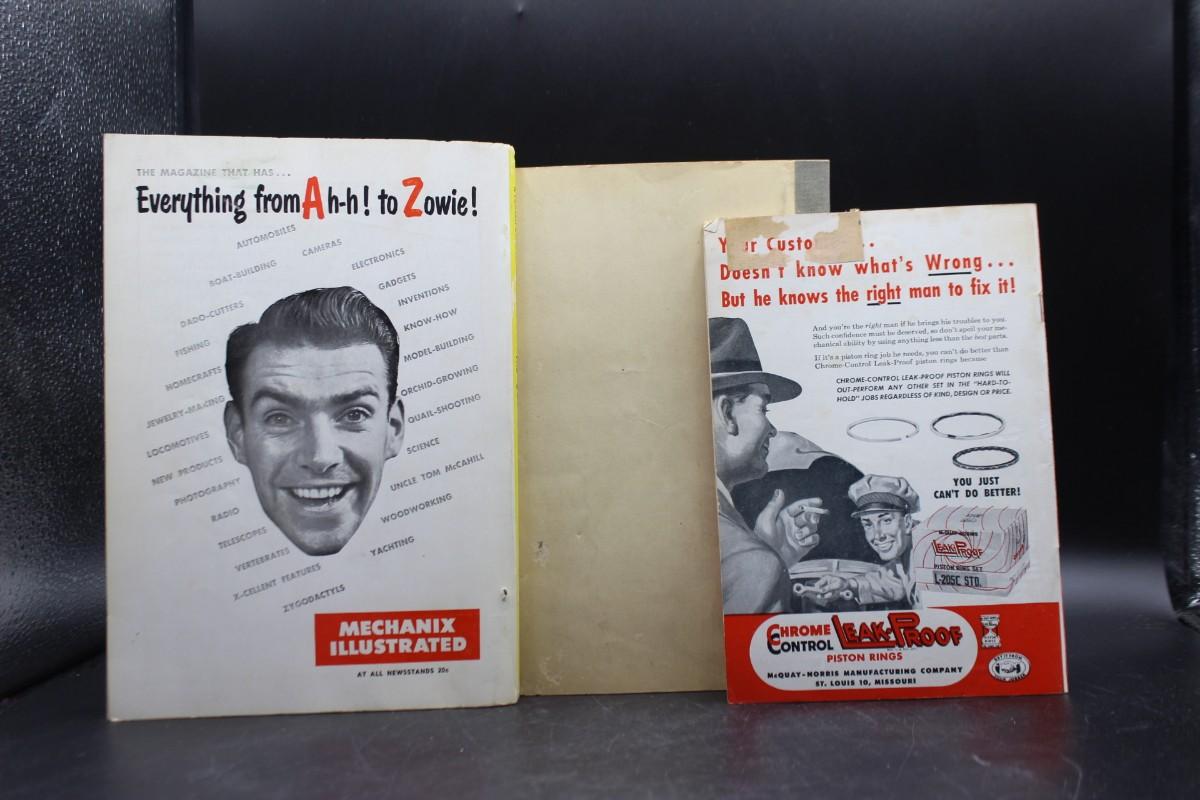 THE MAGAZINE THAT HAS...
Everything from Ah-h! to Zowie!
AUTOMOBILES
CAMERAS
BOAT-BUILDING
ELECTRONICS
GADGETS
DADO-CUTTERS
INVENTIONS
KNOW-HOW
FISHING
MODEL-BUILDING
HOMECRAFTS
ORCHID-GROWING
JEWELRY-MAKING
QUAIL-SHOOTING
LOCOMOTIVES
SCIENCE
NEW PRODUCTS
UNCLE TOM McCAHILL
PHOTOGRAPHY
WOODWORKING
RADIO
TELESCOPES
YACHTING
VERTEBRATES
X-CELLENT FEATURES
ZYGODACTYLS
MECHANIX
ILLUSTRATED
AT ALL NEWSSTANDS 20c
Custo ...
Doesn't know what's Wrong...
But he knows the right man to fix it!
And you're the right man if he brings his troubles to you.
Such confidence must be deserved, so don't spoil your me-
chanical ability by using anything less than the best parts.
If it's a piston ring job he needs, you can't do better than
Chrome-Control Leak-Proof piston rings because
CHROME-CONTROL LEAK-PROOF PISTON RINGS WILL
OUT-PERFORM ANY OTHER SET IN THE "HARD-TO-
HOLD" JOBS REGARDLESS OF KIND, DESIGN OR PRICE.
YOU JUST
CAN'T DO BETTER!
LEAK-PROOF
PISTON RING SET
L-205C STD.
CHROME CONTROL LEAK-PROOF
PISTON RINGS
McQUAY-NORRIS MANUFACTURING COMPANY
ST. LOUIS 10, MISSOURI